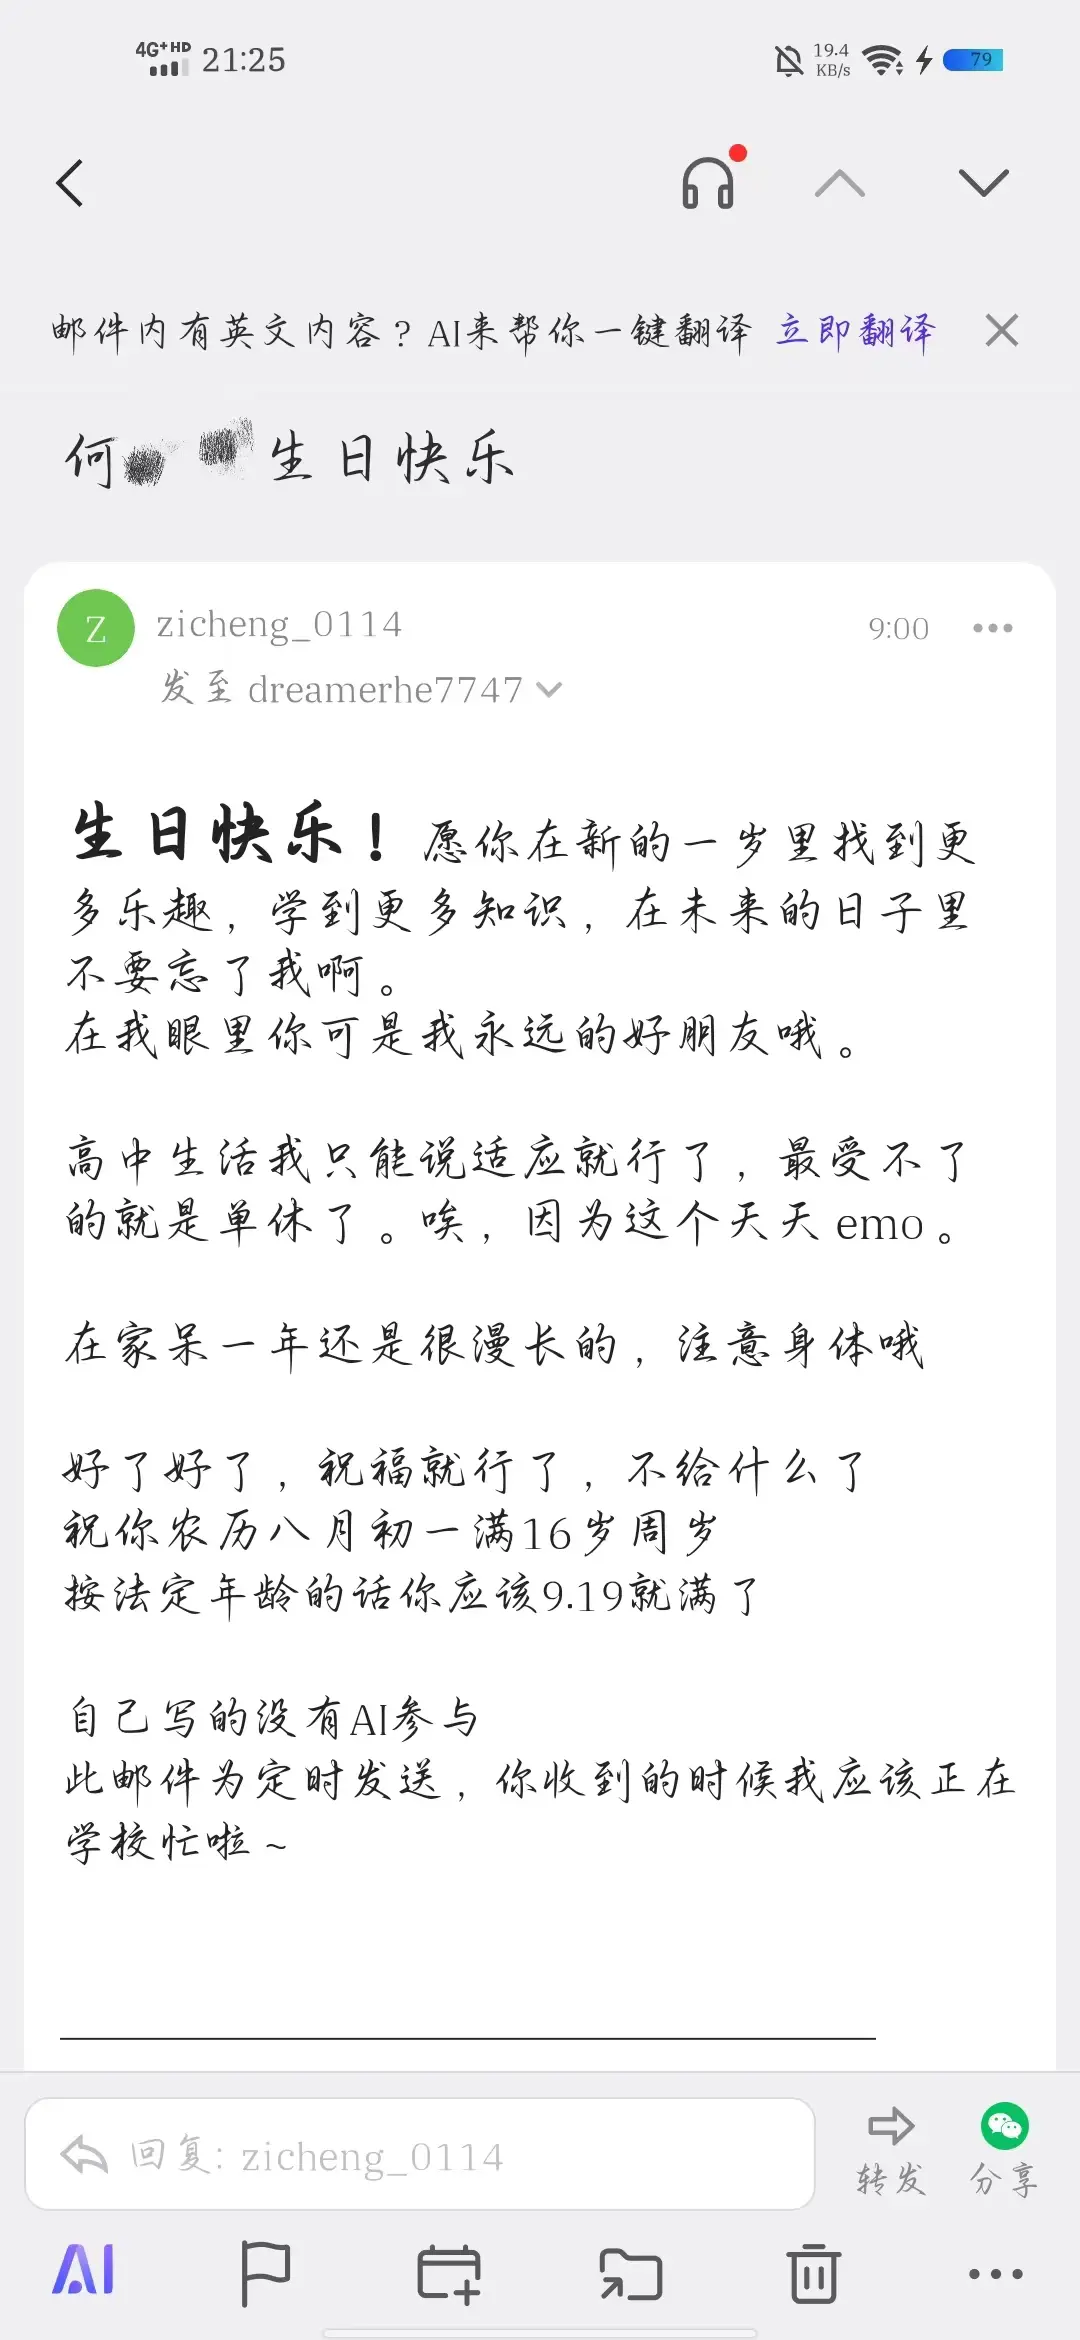 4G+ HD 21:25 19.4 KB/s 79
邮件内有英文内容？AI来帮你一键翻译 立即翻译
何 生日快乐
Z zicheng_0114 9:00
发至 dreamerhe7747
生日快乐！愿你在新的一岁里找到更
多乐趣，学到更多知识，在未来的日子里
不要忘了我啊。
在我眼里你可是我永远的好朋友哦。
高中生活我只能说适应就行了，最受不了
的就是单休了。唉，因为这个天天 emo。
在家呆一年还是很漫长的，注意身体哦
好了好了，祝福就行了，不给什么了
祝你农历八月初一满16岁周岁
按法定年龄的话你应该9.19就满了
自己写的没有AI参与
此邮件为定时发送，你收到的时候我应该正在
学校忙啦～
回复: zicheng_0114
转发 分享
AI